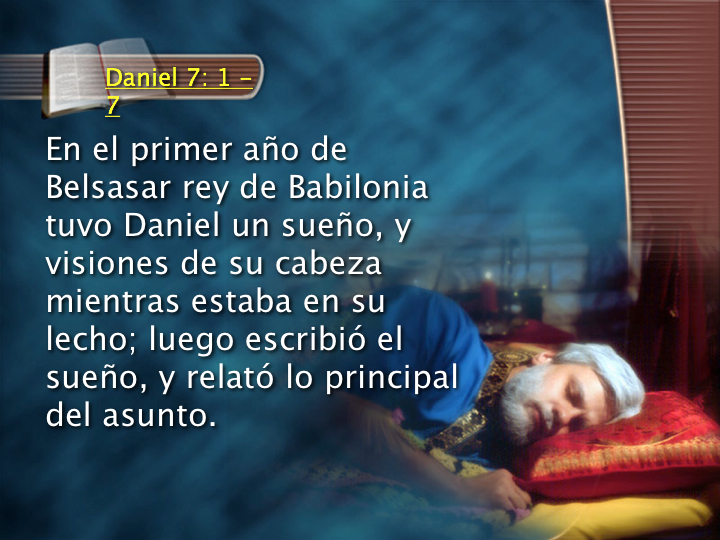 Daniel 7: 1 –
7
En el primer año de
Belsasar rey de Babilonia
tuvo Daniel un sueño, y
visiones de su cabeza
mientras estaba en su
lecho; luego escribió el
sueño, y relató lo principal
del asunto.